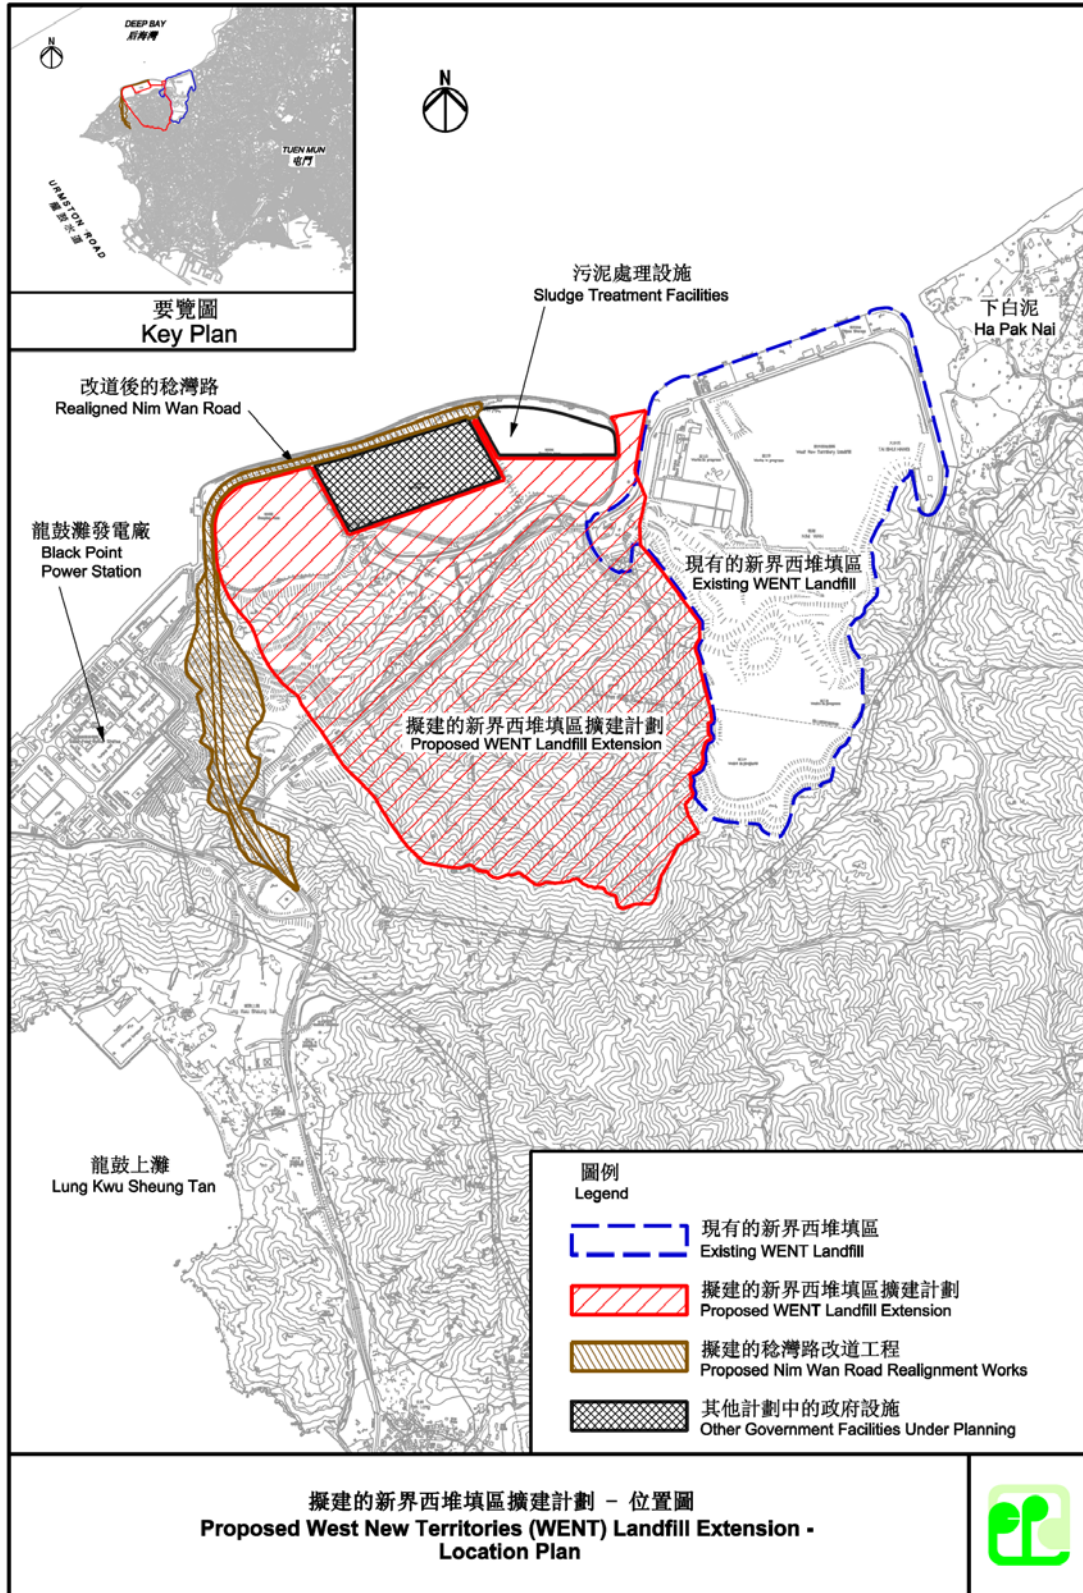 DEEP BAY
后海灣
N
TUEN MUN
屯門
URMSTON ROAD
龍鼓水道
要覽圖
Key Plan
N
污泥處理設施
Sludge Treatment Facilities
下白泥
Ha Pak Nai
改道後的稔灣路
Realigned Nim Wan Road
龍鼓灘發電廠
Black Point
Power Station
現有的新界西堆填區
Existing WENT Landfill
擬建的新界西堆填區擴建計劃
Proposed WENT Landfill Extension
Lung Kwu Sheung Tan
龍鼓上灘
Lung Kwu Sheung Tan
圖例
Legend
現有的新界西堆填區
Existing WENT Landfill
擬建的新界西堆填區擴建計劃
Proposed WENT Landfill Extension
擬建的稔灣路改道工程
Proposed Nim Wan Road Realignment Works
其他計劃中的政府設施
Other Government Facilities Under Planning
擬建的新界西堆填區擴建計劃 － 位置圖
Proposed West New Territories (WENT) Landfill Extension -
Location Plan